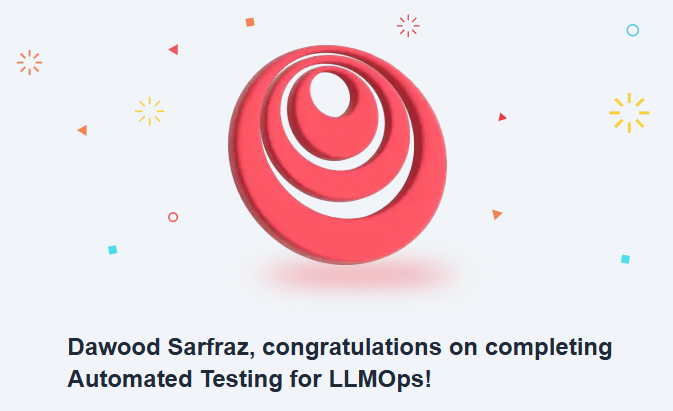 Dawood Sarfraz, congratulations on completing
Automated Testing for LLMOps!